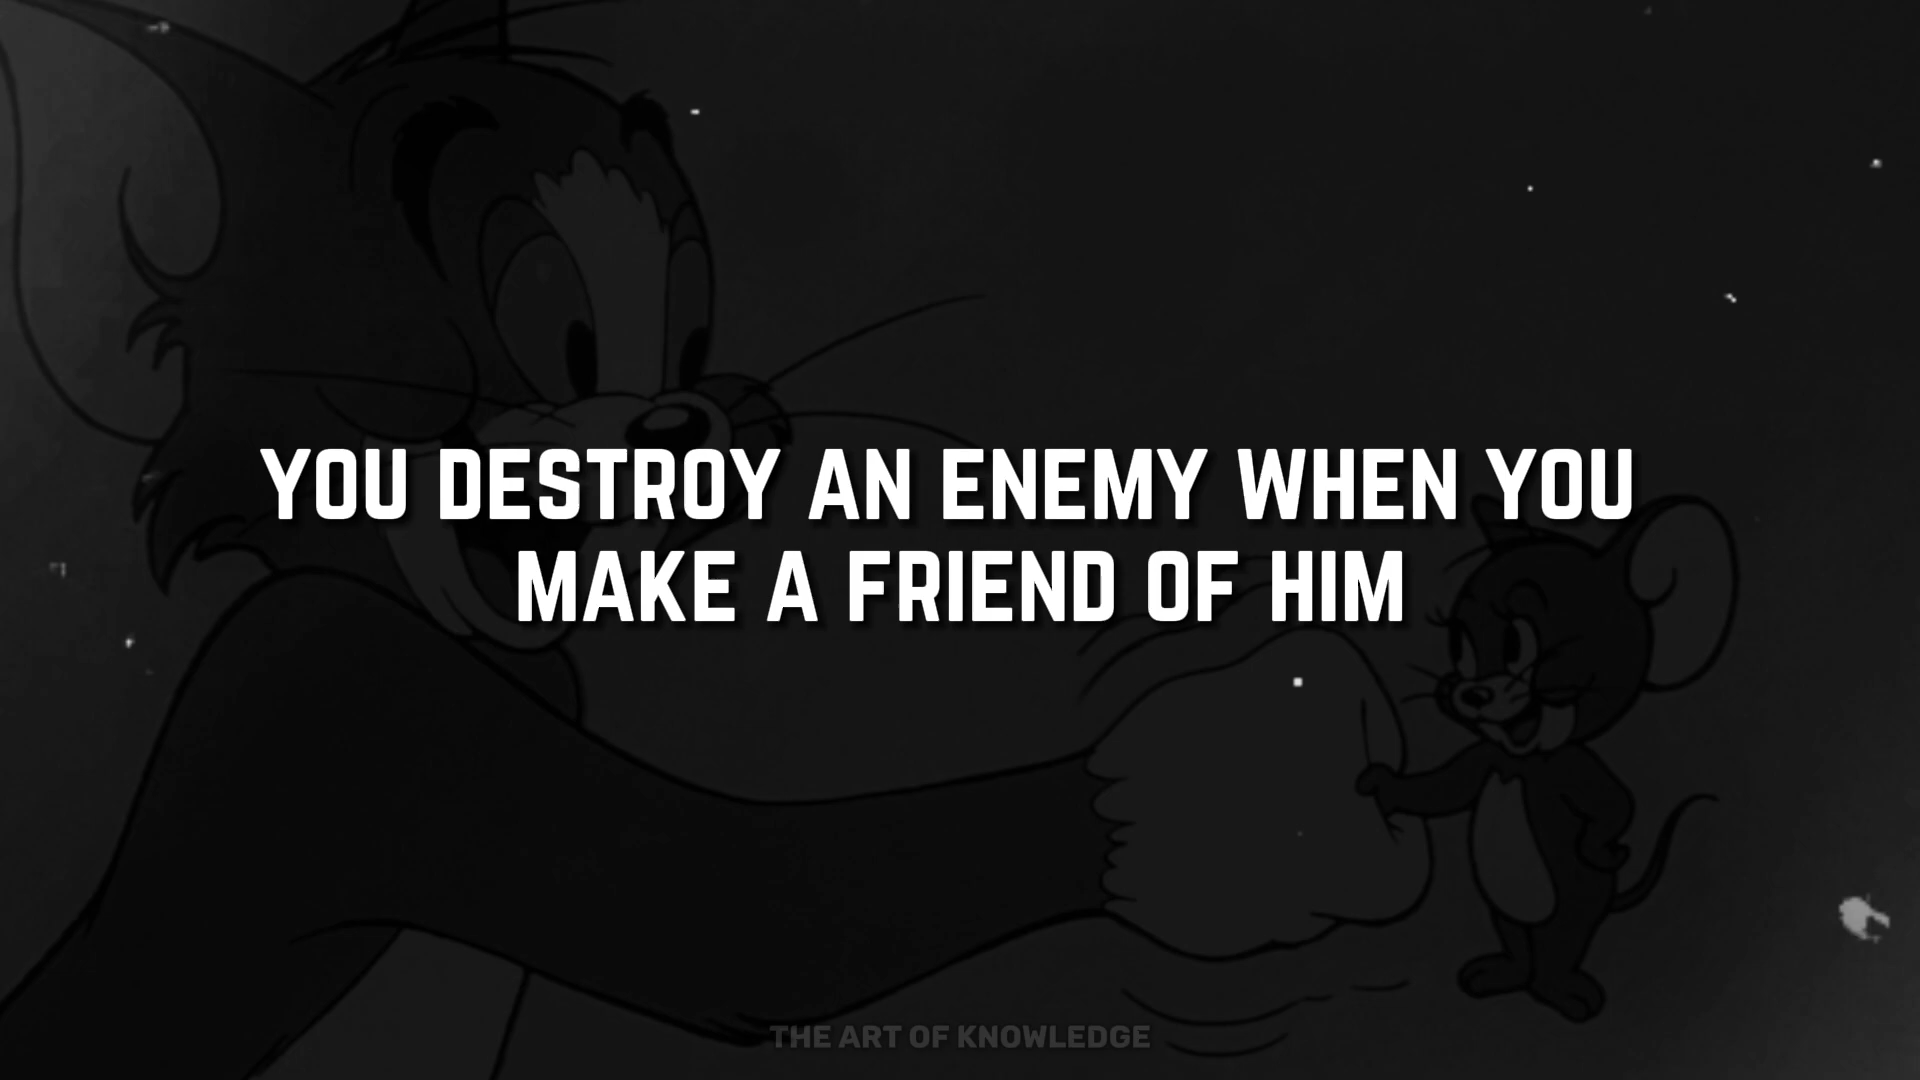 YOU DESTROY AN ENEMY WHEN YOU
MAKE A FRIEND OF HIM
THE ART OF KNOWLEDGE